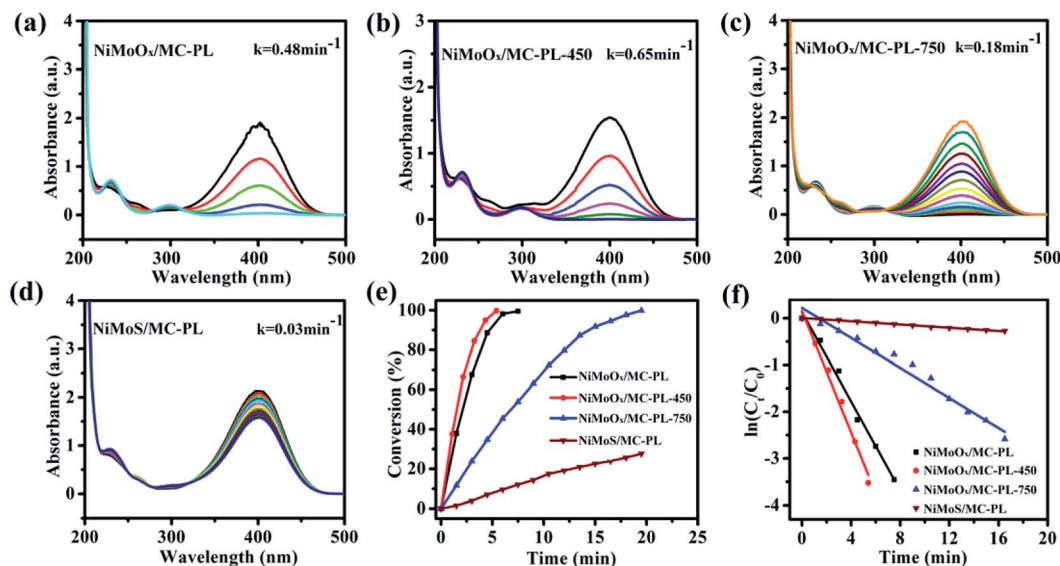 (a)
NiMoOₓ/MC-PL k=0.48min⁻¹
Absorbance (a.u.)
4
3
2
1
0
200 300 400 500
Wavelength (nm)
(b)
NiMoOₓ/MC-PL-450 k=0.65min⁻¹
Absorbance (a.u.)
3
2
1
0
200 300 400 500
Wavelength (nm)
(c)
NiMoOₓ/MC-PL-750 k=0.18min⁻¹
Absorbance (a.u.)
4
3
2
1
0
200 300 400 500
Wavelength (nm)
(d)
NiMoS/MC-PL k=0.03min⁻¹
Absorbance (a.u.)
4
3
2
1
0
200 300 400 500
Wavelength (nm)
(e)
Conversion (%)
100
80
60
40
20
0
NiMoOₓ/MC-PL
NiMoOₓ/MC-PL-450
NiMoOₓ/MC-PL-750
NiMoS/MC-PL
0 5 10 15 20 25
Time (min)
(f)
ln(Cₜ/C₀)
0
-1
-2
-3
-4
NiMoOₓ/MC-PL
NiMoOₓ/MC-PL-450
NiMoOₓ/MC-PL-750
NiMoS/MC-PL
0 4 8 12 16 20
Time (min)